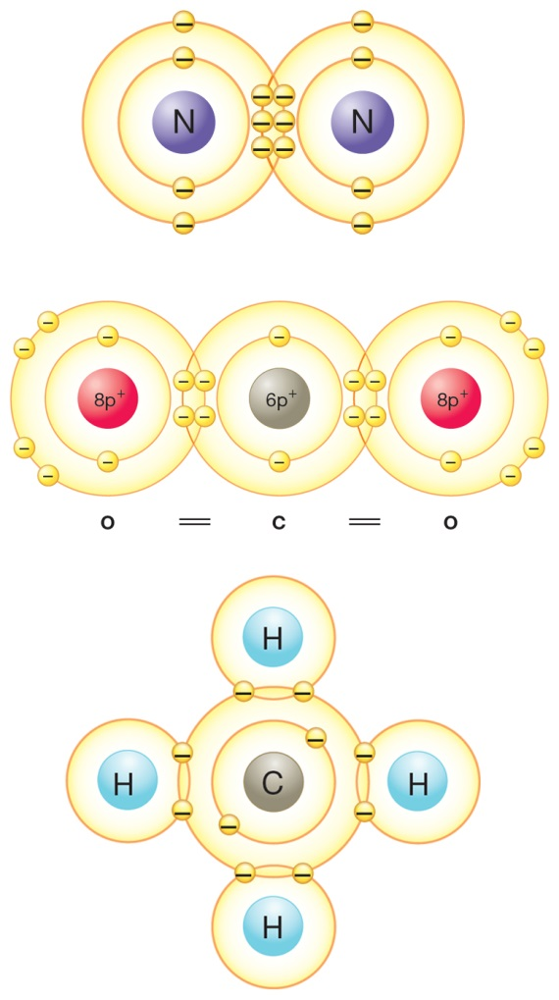 N N
8p⁺ 6p⁺ 8p⁺
O = C = O
H
H C H
H